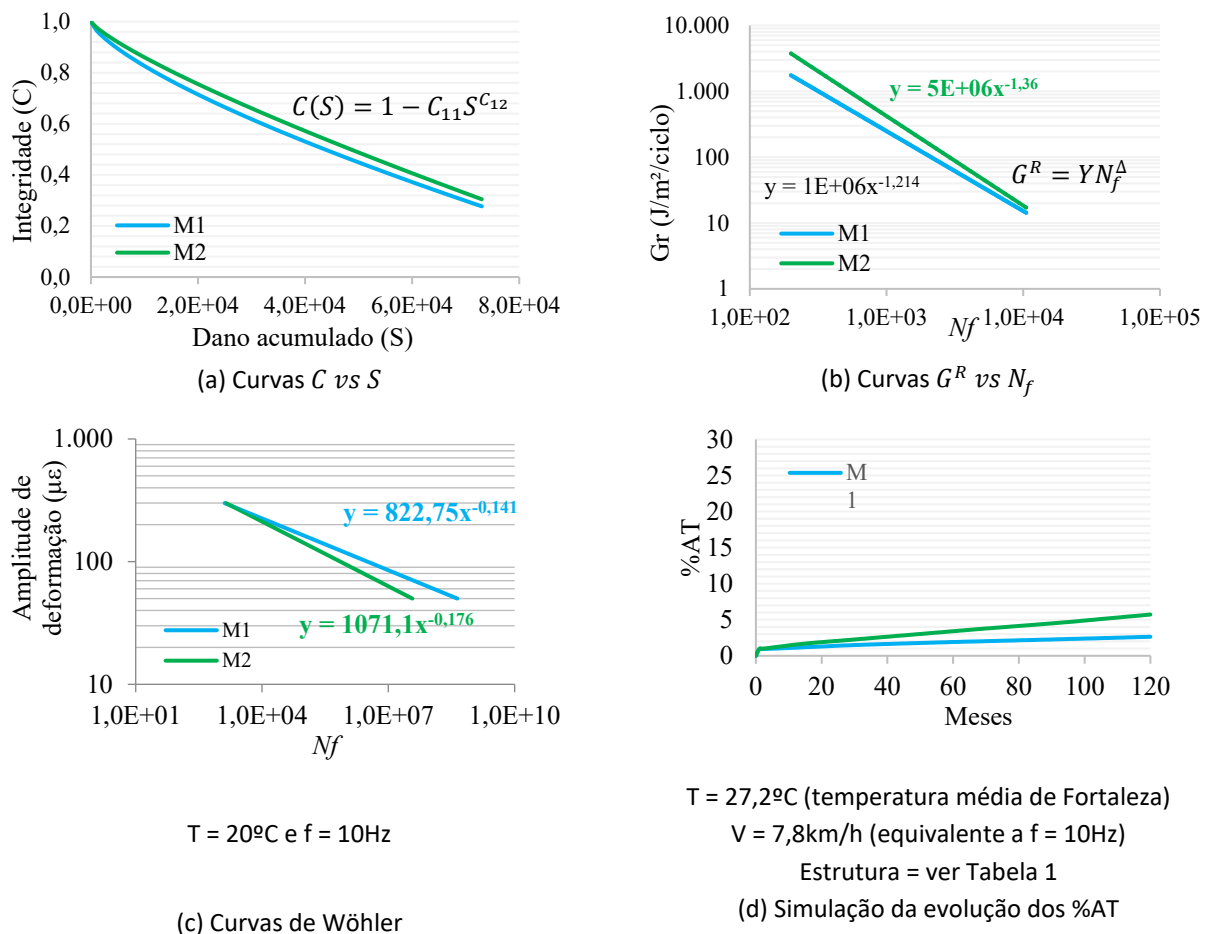 1,0
0,8
0,6
0,4
0,2
0,0
Integridade (C)
C(S) = 1 − C₁₁S^C₁₂
M1
M2
0,0E+00 2,0E+04 4,0E+04 6,0E+04 8,0E+04
Dano acumulado (S)
(a) Curvas C vs S
10.000
1.000
100
10
1
Gr (J/m²/ciclo)
y = 5E+06x^-1,36
y = 1E+06x^-1,214
G^R = YN_f^Δ
M1
M2
1,0E+02 1,0E+03 1,0E+04 1,0E+05
Nf
(b) Curvas G^R vs N_f
1.000
100
10
Amplitude de
deformação (µε)
y = 822,75x^-0,141
y = 1071,1x^-0,176
M1
M2
1,0E+01 1,0E+04 1,0E+07 1,0E+10
Nf
T = 20ºC e f = 10Hz
(c) Curvas de Wöhler
30
25
20
15
10
5
0
%AT
M
1
0 20 40 60 80 100 120
Meses
T = 27,2ºC (temperatura média de Fortaleza)
V = 7,8km/h (equivalente a f = 10Hz)
Estrutura = ver Tabela 1
(d) Simulação da evolução dos %AT